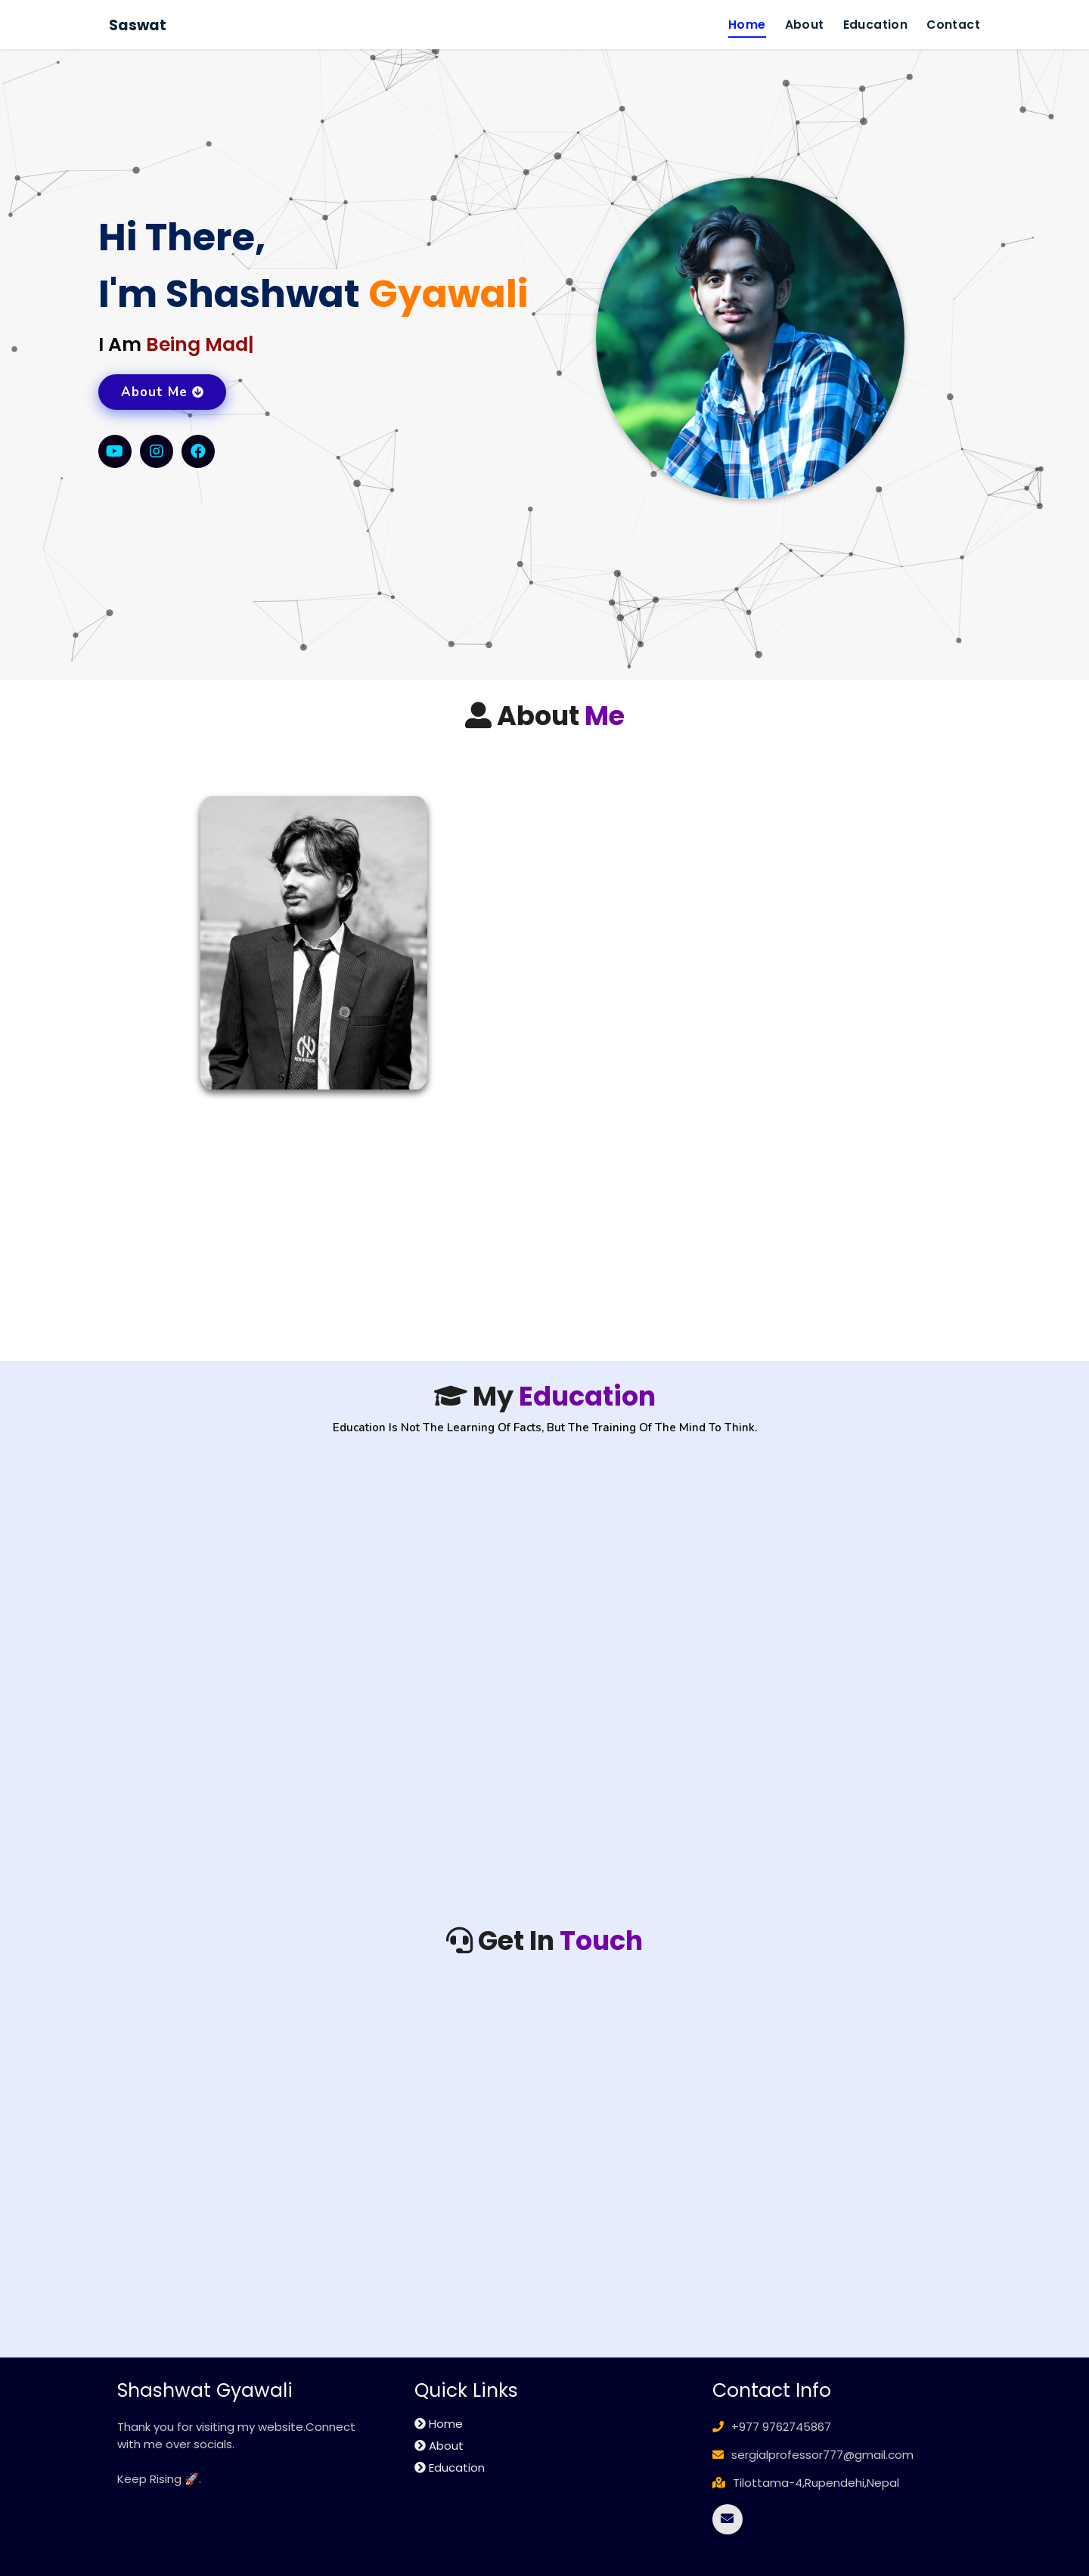 Saswat
Home About Education Contact
Hi There,
I'm Shashwat Gyawali
I Am Being Mad|
About Me
About Me
My Education
Education Is Not The Learning Of Facts, But The Training Of The Mind To Think.
Get In Touch
Shashwat Gyawali
Thank you for visiting my website.Connect
with me over socials.
Keep Rising 🚀.
Quick Links
Home
About
Education
Contact Info
+977 9762745867
sergialprofessor777@gmail.com
Tilottama-4,Rupendehi,Nepal